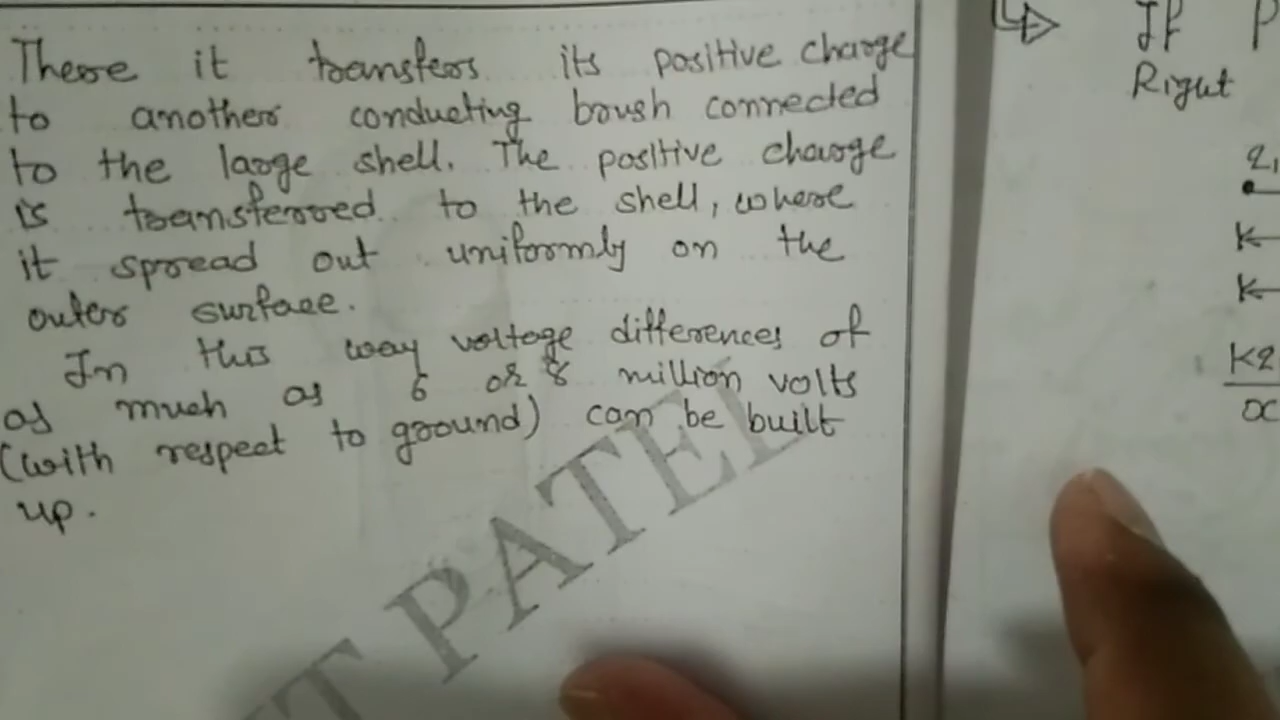 There it transfers its positive charge
to another conducting brush connected
to the large shell. The positive charge
is transferred to the shell, where
it spread out uniformly on the
outer surface.
In this way voltage differences of
as much as 6 or 8 million volts
(with respect to ground) can be built
up.
PATEL
If P
Right
K2
x